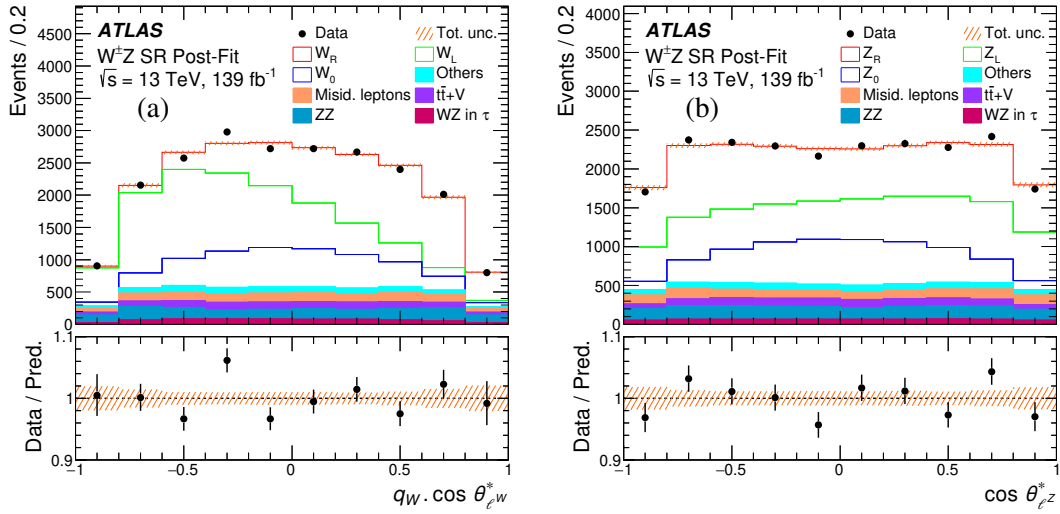 ATLAS
W±Z SR Post-Fit
√s = 13 TeV, 139 fb-1
(a)
Data
Tot. unc.
WR
WL
W0
Others
Misid. leptons
tt̄+V
ZZ
WZ in τ
Events / 0.2
4500
4000
3500
3000
2500
2000
1500
1000
500
0
Data / Pred.
1.1
1
0.9
−1 −0.5 0 0.5 1
qW · cos θ*ℓW
ATLAS
W±Z SR Post-Fit
√s = 13 TeV, 139 fb-1
(b)
Data
Tot. unc.
ZR
ZL
Z0
Others
Misid. leptons
tt̄+V
ZZ
WZ in τ
Events / 0.2
4000
3500
3000
2500
2000
1500
1000
500
0
Data / Pred.
1.1
1
0.9
−1 −0.5 0 0.5 1
cos θ*ℓZ